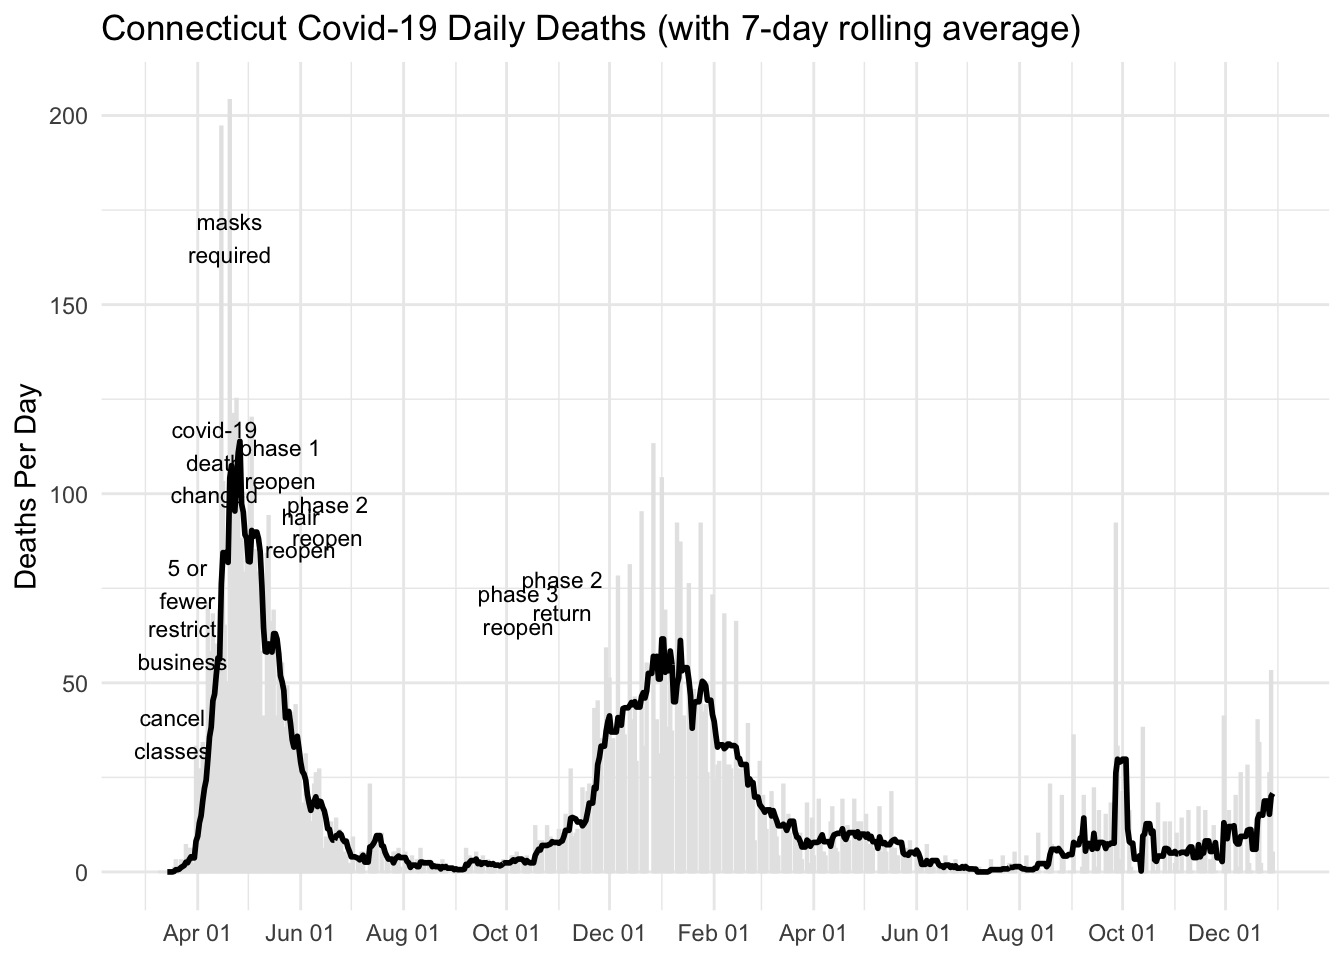 Connecticut Covid-19 Daily Deaths (with 7-day rolling average)
Deaths Per Day
200
150
100
50
0
masks
required
covid-19
death
changed
phase 1
reopen
phase 2
reopen
hair
reopen
5 or
fewer
restrict
business
cancel
classes
phase 3
reopen
phase 2
return
Apr 01
Jun 01
Aug 01
Oct 01
Dec 01
Feb 01
Apr 01
Jun 01
Aug 01
Oct 01
Dec 01